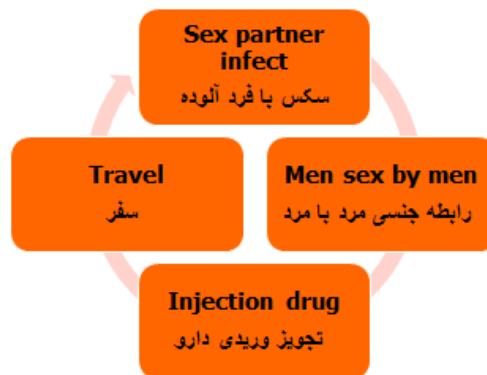 Sex partner
infect
سکس با فرد آلوده
Men sex by men
رابطه جنسی مرد با مرد
Injection drug
تجویز وریدی دارو
Travel
سفر